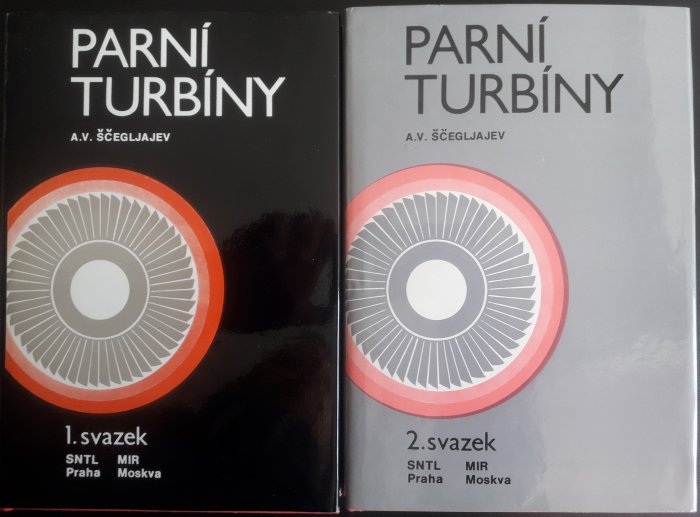 PARNÍ
TURBÍNY
A.V. ŠČEGLJAJEV
1. svazek
SNTL MIR
Praha Moskva
PARNÍ
TURBÍNY
A.V. ŠČEGLJAJEV
2. svazek
SNTL MIR
Praha Moskva